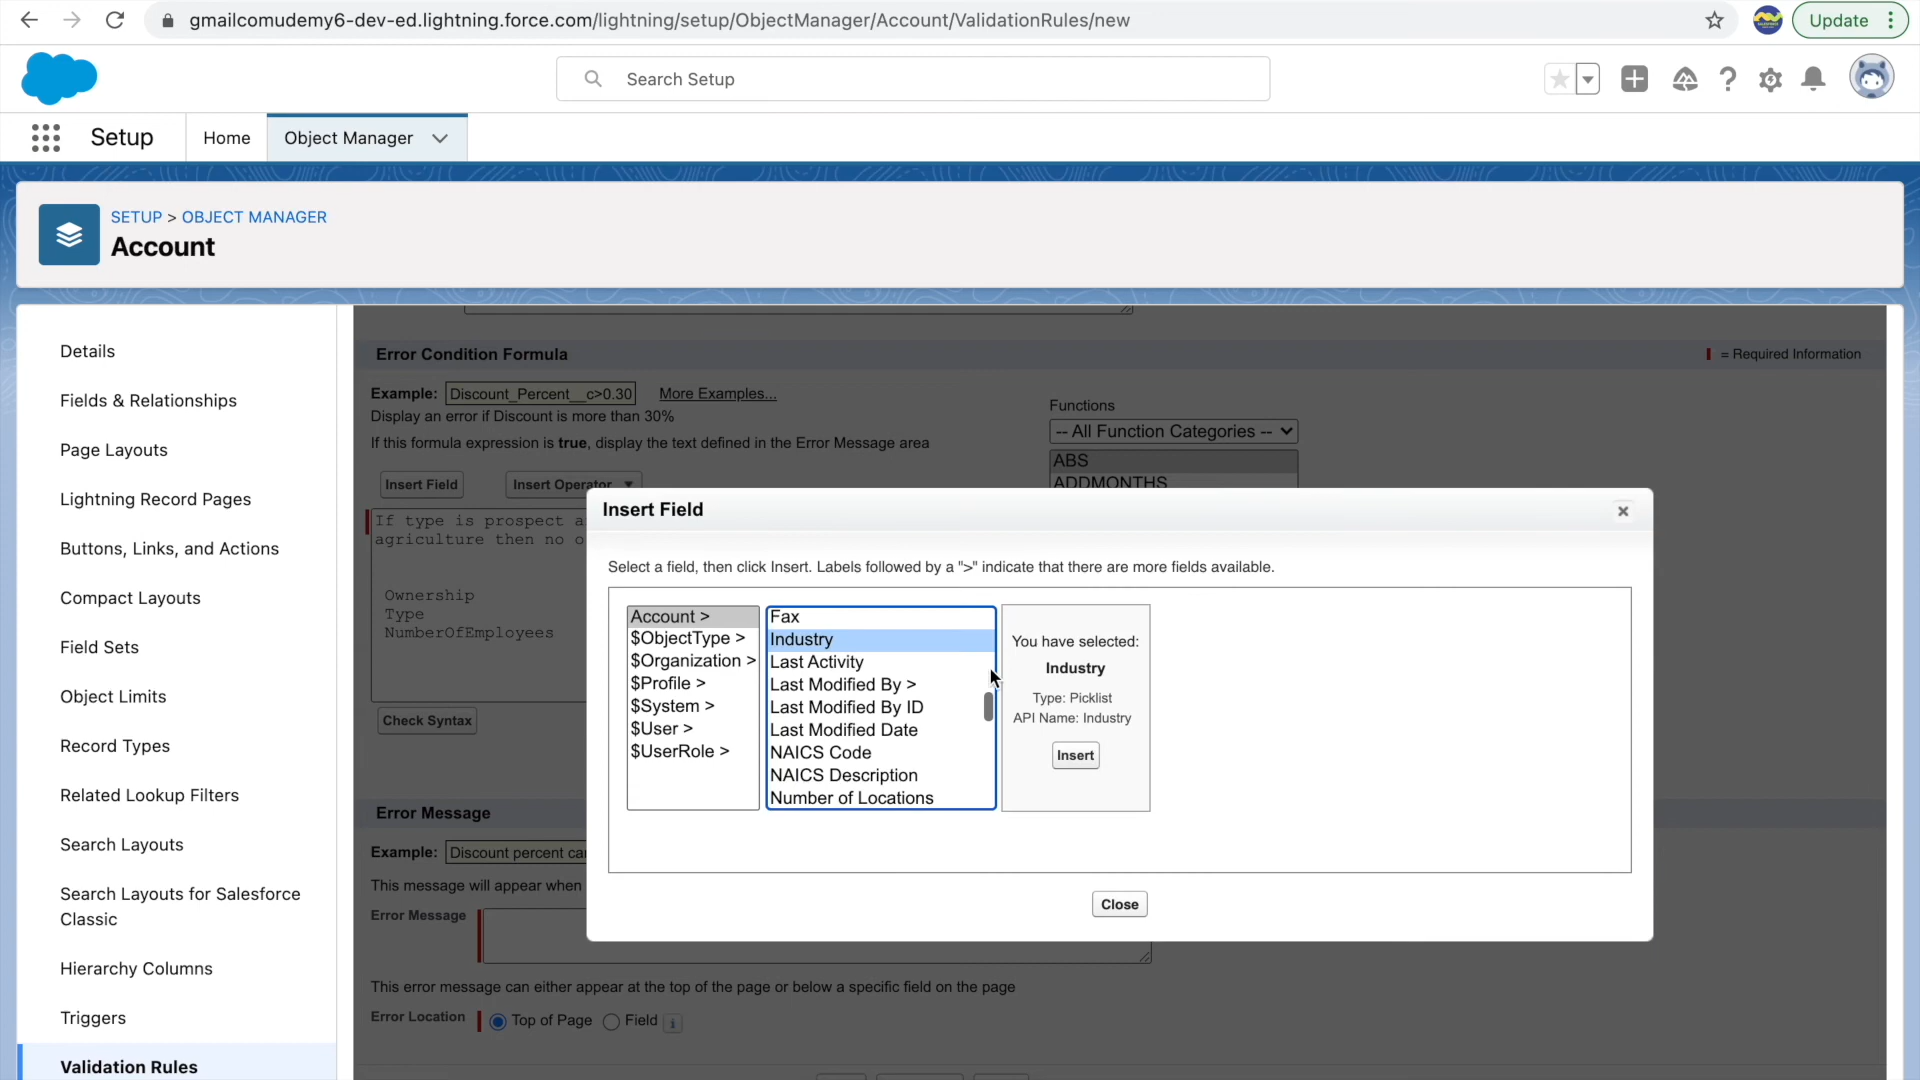 gmailcomudemy6-dev-ed.lightning.force.com/lightning/setup/ObjectManager/Account/ValidationRules/new
Update
Search Setup
Setup
Home
Object Manager
SETUP > OBJECT MANAGER
Account
Details
Fields & Relationships
Page Layouts
Lightning Record Pages
Buttons, Links, and Actions
Compact Layouts
Field Sets
Object Limits
Record Types
Related Lookup Filters
Search Layouts
Search Layouts for Salesforce
Classic
Hierarchy Columns
Triggers
Validation Rules
Error Condition Formula
= Required Information
Example: Discount_Percent__c>0.30 More Examples...
Display an error if Discount is more than 30%
If this formula expression is true, display the text defined in the Error Message area
Functions
-- All Function Categories --
ABS
ADDMONTHS
Insert Field
Insert Operator
If type is prospect
agriculture then no
Ownership
Type
NumberOfEmployees
Check Syntax
Insert Field
Select a field, then click Insert. Labels followed by a ">" indicate that there are more fields available.
Account >
$ObjectType >
$Organization >
$Profile >
$System >
$User >
$UserRole >
Fax
Industry
Last Activity
Last Modified By >
Last Modified By ID
Last Modified Date
NAICS Code
NAICS Description
Number of Locations
You have selected:
Industry
Type: Picklist
API Name: Industry
Insert
Close
Error Message
Example: Discount percent
This message will appear when
Error Message
This error message can either appear at the top of the page or below a specific field on the page
Error Location
Top of Page
Field
i